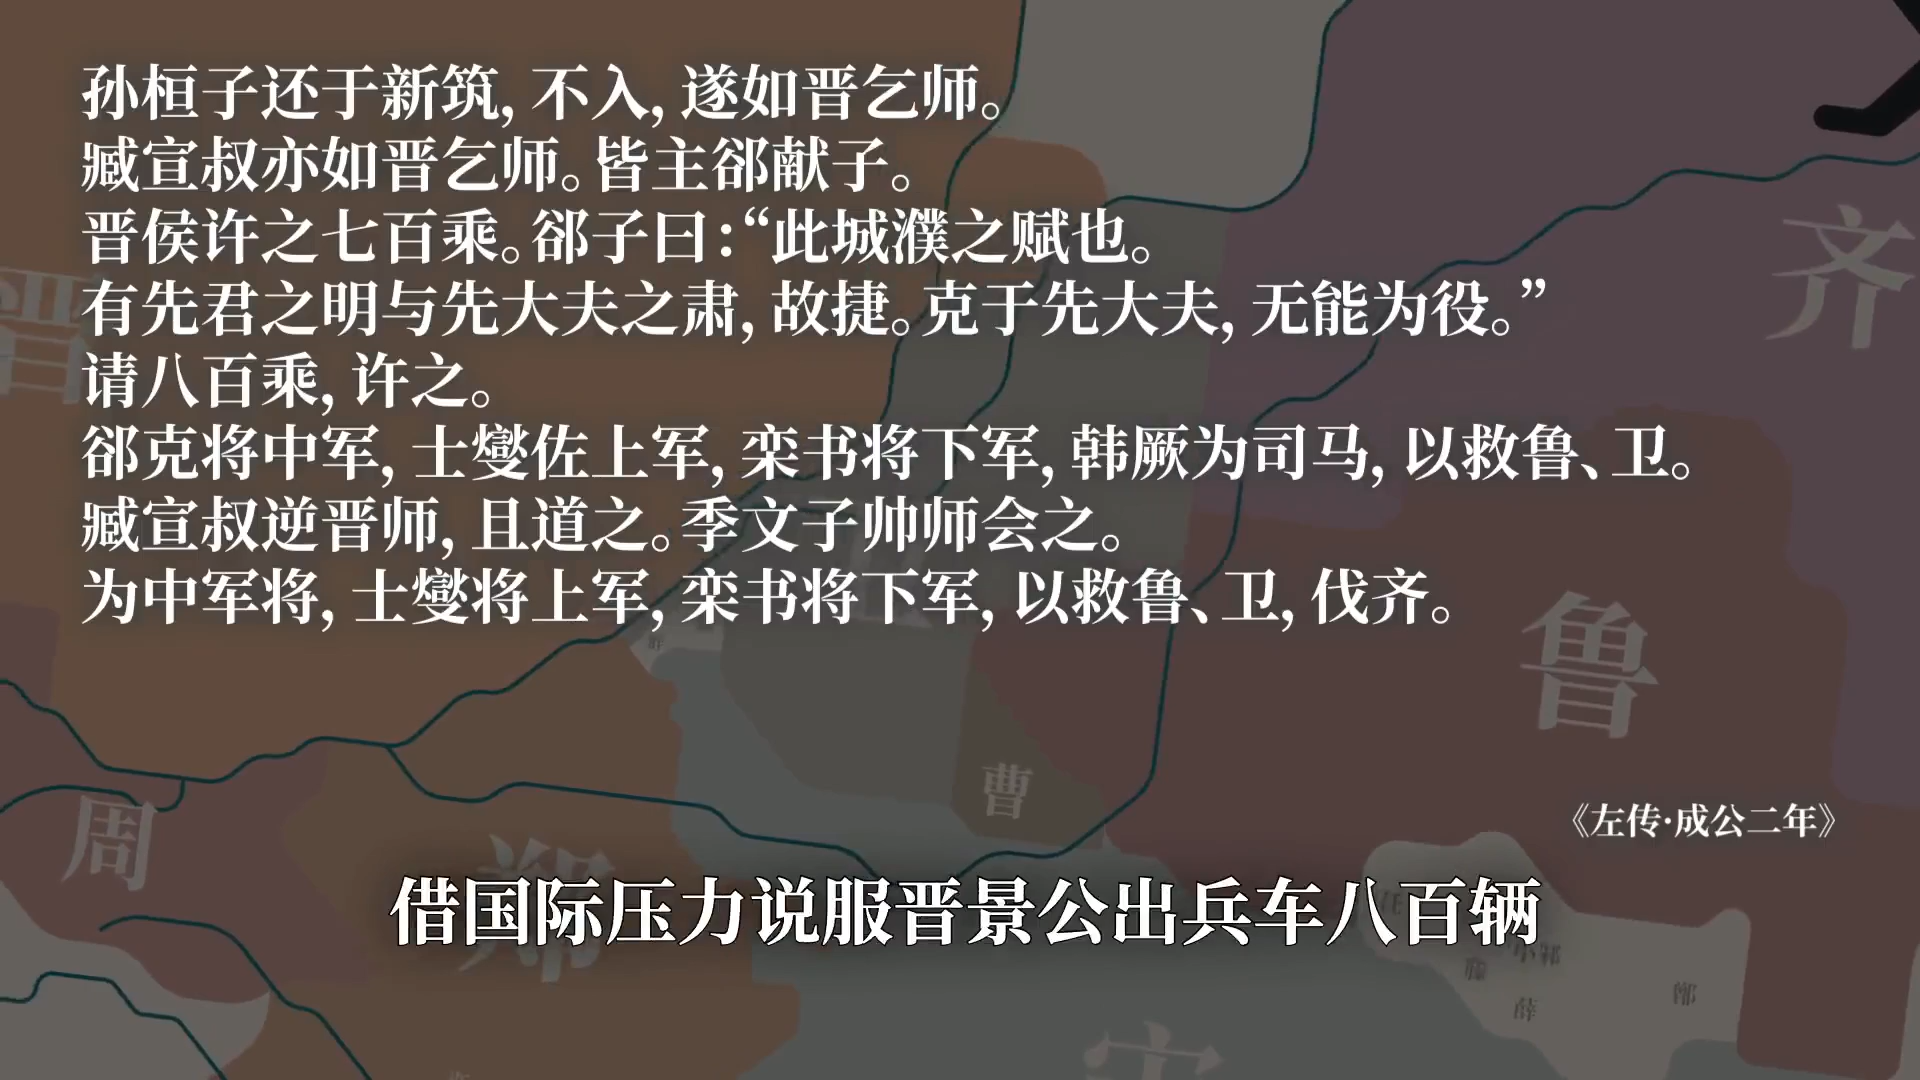 孙桓子还于新筑，不入，遂如晋乞师。
臧宣叔亦如晋乞师。皆主郤献子。
晋侯许之七百乘。郤子曰：“此城濮之赋也。
有先君之明与先大夫之肃，故捷。克于先大夫，无能为役。”
请八百乘，许之。
郤克将中军，士燮佐上军，栾书将下军，韩厥为司马，以救鲁、卫。
臧宣叔逆晋师，且道之。季文子帅师会之。
为中军将，士燮将上军，栾书将下军，以救鲁、卫，伐齐。
齐
晋
鲁
曹
《左传·成公二年》
周
郑
借国际压力说服晋景公出兵车八百辆
小邾
滕
薛
鄅
宋